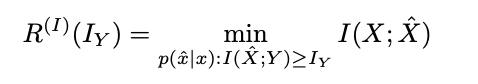 R^{(I)}(I_Y) = \min_{p(\hat{x}|x):I(\hat{X};Y) \geq I_Y} I(X; \hat{X})